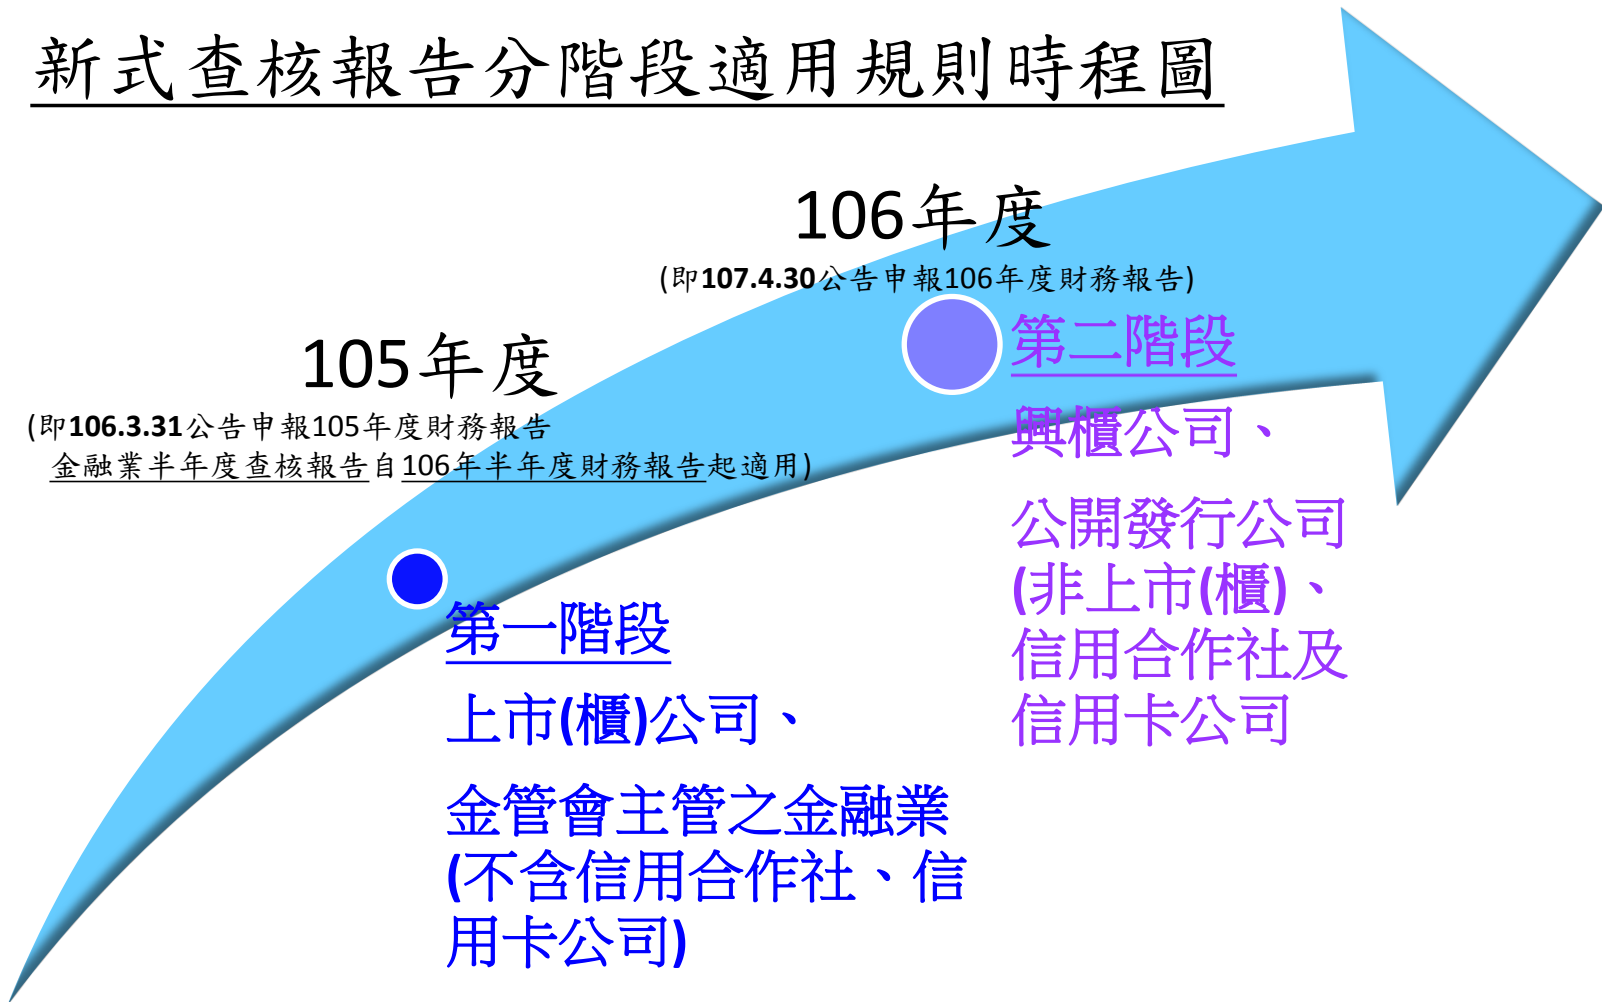 新式查核報告分階段適用規則時程圖
106年度
(即107.4.30公告申報106年度財務報告)
105年度
(即106.3.31公告申報105年度財務報告
金融業半年度查核報告自106年半年度財務報告起適用)
第一階段
上市(櫃)公司、
金管會主管之金融業
(不含信用合作社、信
用卡公司)
第二階段
興櫃公司、
公開發行公司
(非上市(櫃)、
信用合作社及
信用卡公司